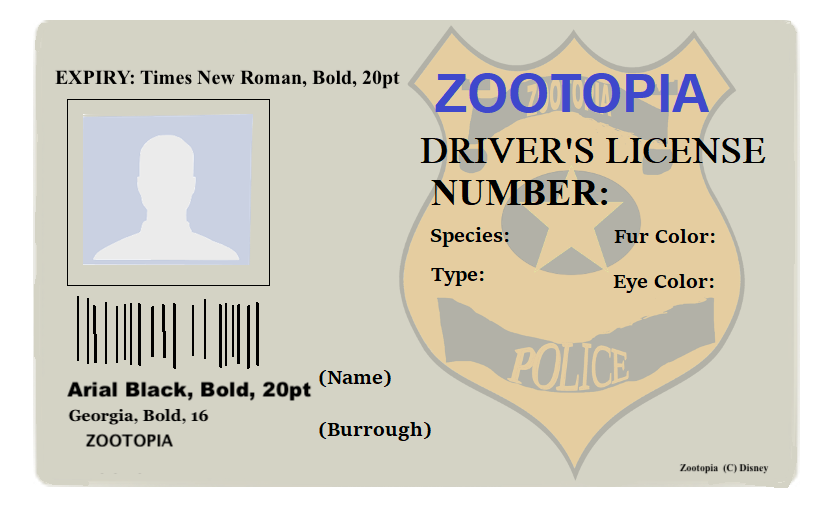 EXPIRY: Times New Roman, Bold, 20pt
ZOOTOPIA
ZOOTOPIA
DRIVER'S LICENSE
NUMBER:
Species:
Fur Color:
Type:
Eye Color:
POLICE
Arial Black, Bold, 20pt
(Name)
Georgia, Bold, 16
(Burrough)
ZOOTOPIA
Zootopia (C) Disney